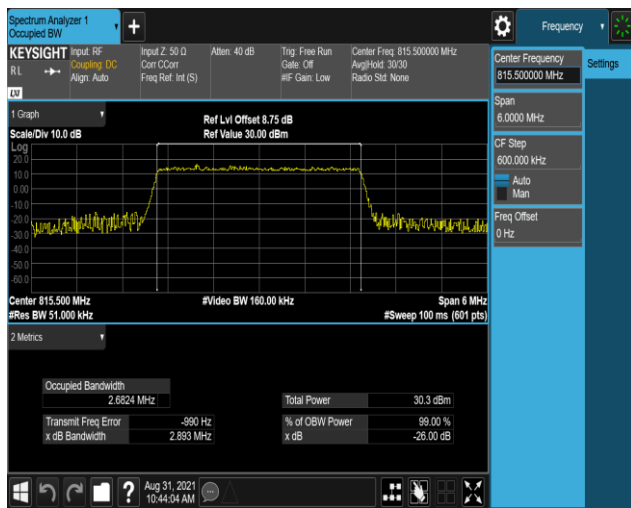 Spectrum Analyzer 1
Occupied BW
+
Frequency
KEYSIGHT
RL
LXI
Input: RF
Coupling: DC
Align: Auto
Input Z: 50 Ω
Corr CCorr
Freq Ref: Int (S)
Atten: 40 dB
Trig: Free Run
Gate: Off
#IF Gain: Low
Center Freq: 815.500000 MHz
Avg|Hold: 30/30
Radio Std: None
Center Frequency
815.500000 MHz
Settings
Span
6.0000 MHz
CF Step
600.000 kHz
Auto
Man
Freq Offset
0 Hz
1 Graph
Scale/Div 10.0 dB
Ref Lvl Offset 8.75 dB
Ref Value 30.00 dBm
Log
20.0
10.0
0.00
-10.0
-20.0
-30.0
-40.0
-50.0
-60.0
Center 815.500 MHz
#Video BW 160.00 kHz
Span 6 MHz
#Res BW 51.000 kHz
#Sweep 100 ms (601 pts)
2 Metrics
Occupied Bandwidth
2.6824 MHz
Total Power
30.3 dBm
Transmit Freq Error
-990 Hz
% of OBW Power
99.00 %
x dB Bandwidth
2.893 MHz
x dB
-26.00 dB
?
Aug 31, 2021
10:44:04 AM